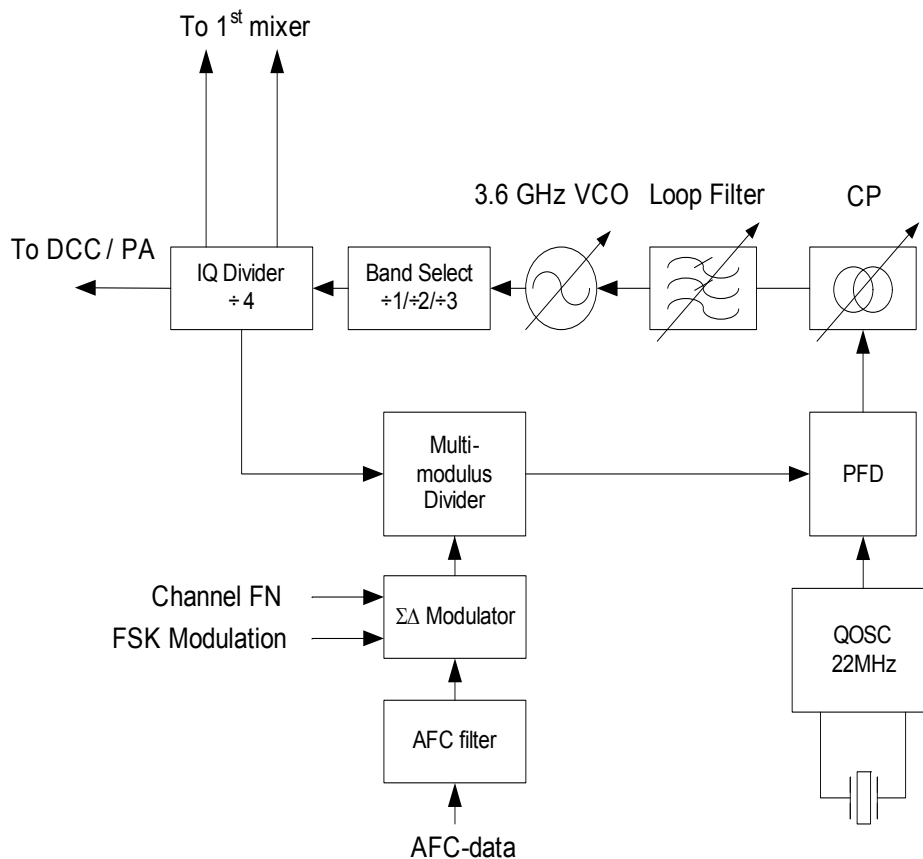 To 1st mixer
3.6 GHz VCO
Loop Filter
CP
To DCC / PA
IQ Divider
÷4
Band Select
÷1/÷2/÷3
Multi-
modulus
Divider
PFD
Channel FN
FSK Modulation
ΣΔ Modulator
QOSC
22MHz
AFC filter
AFC-data